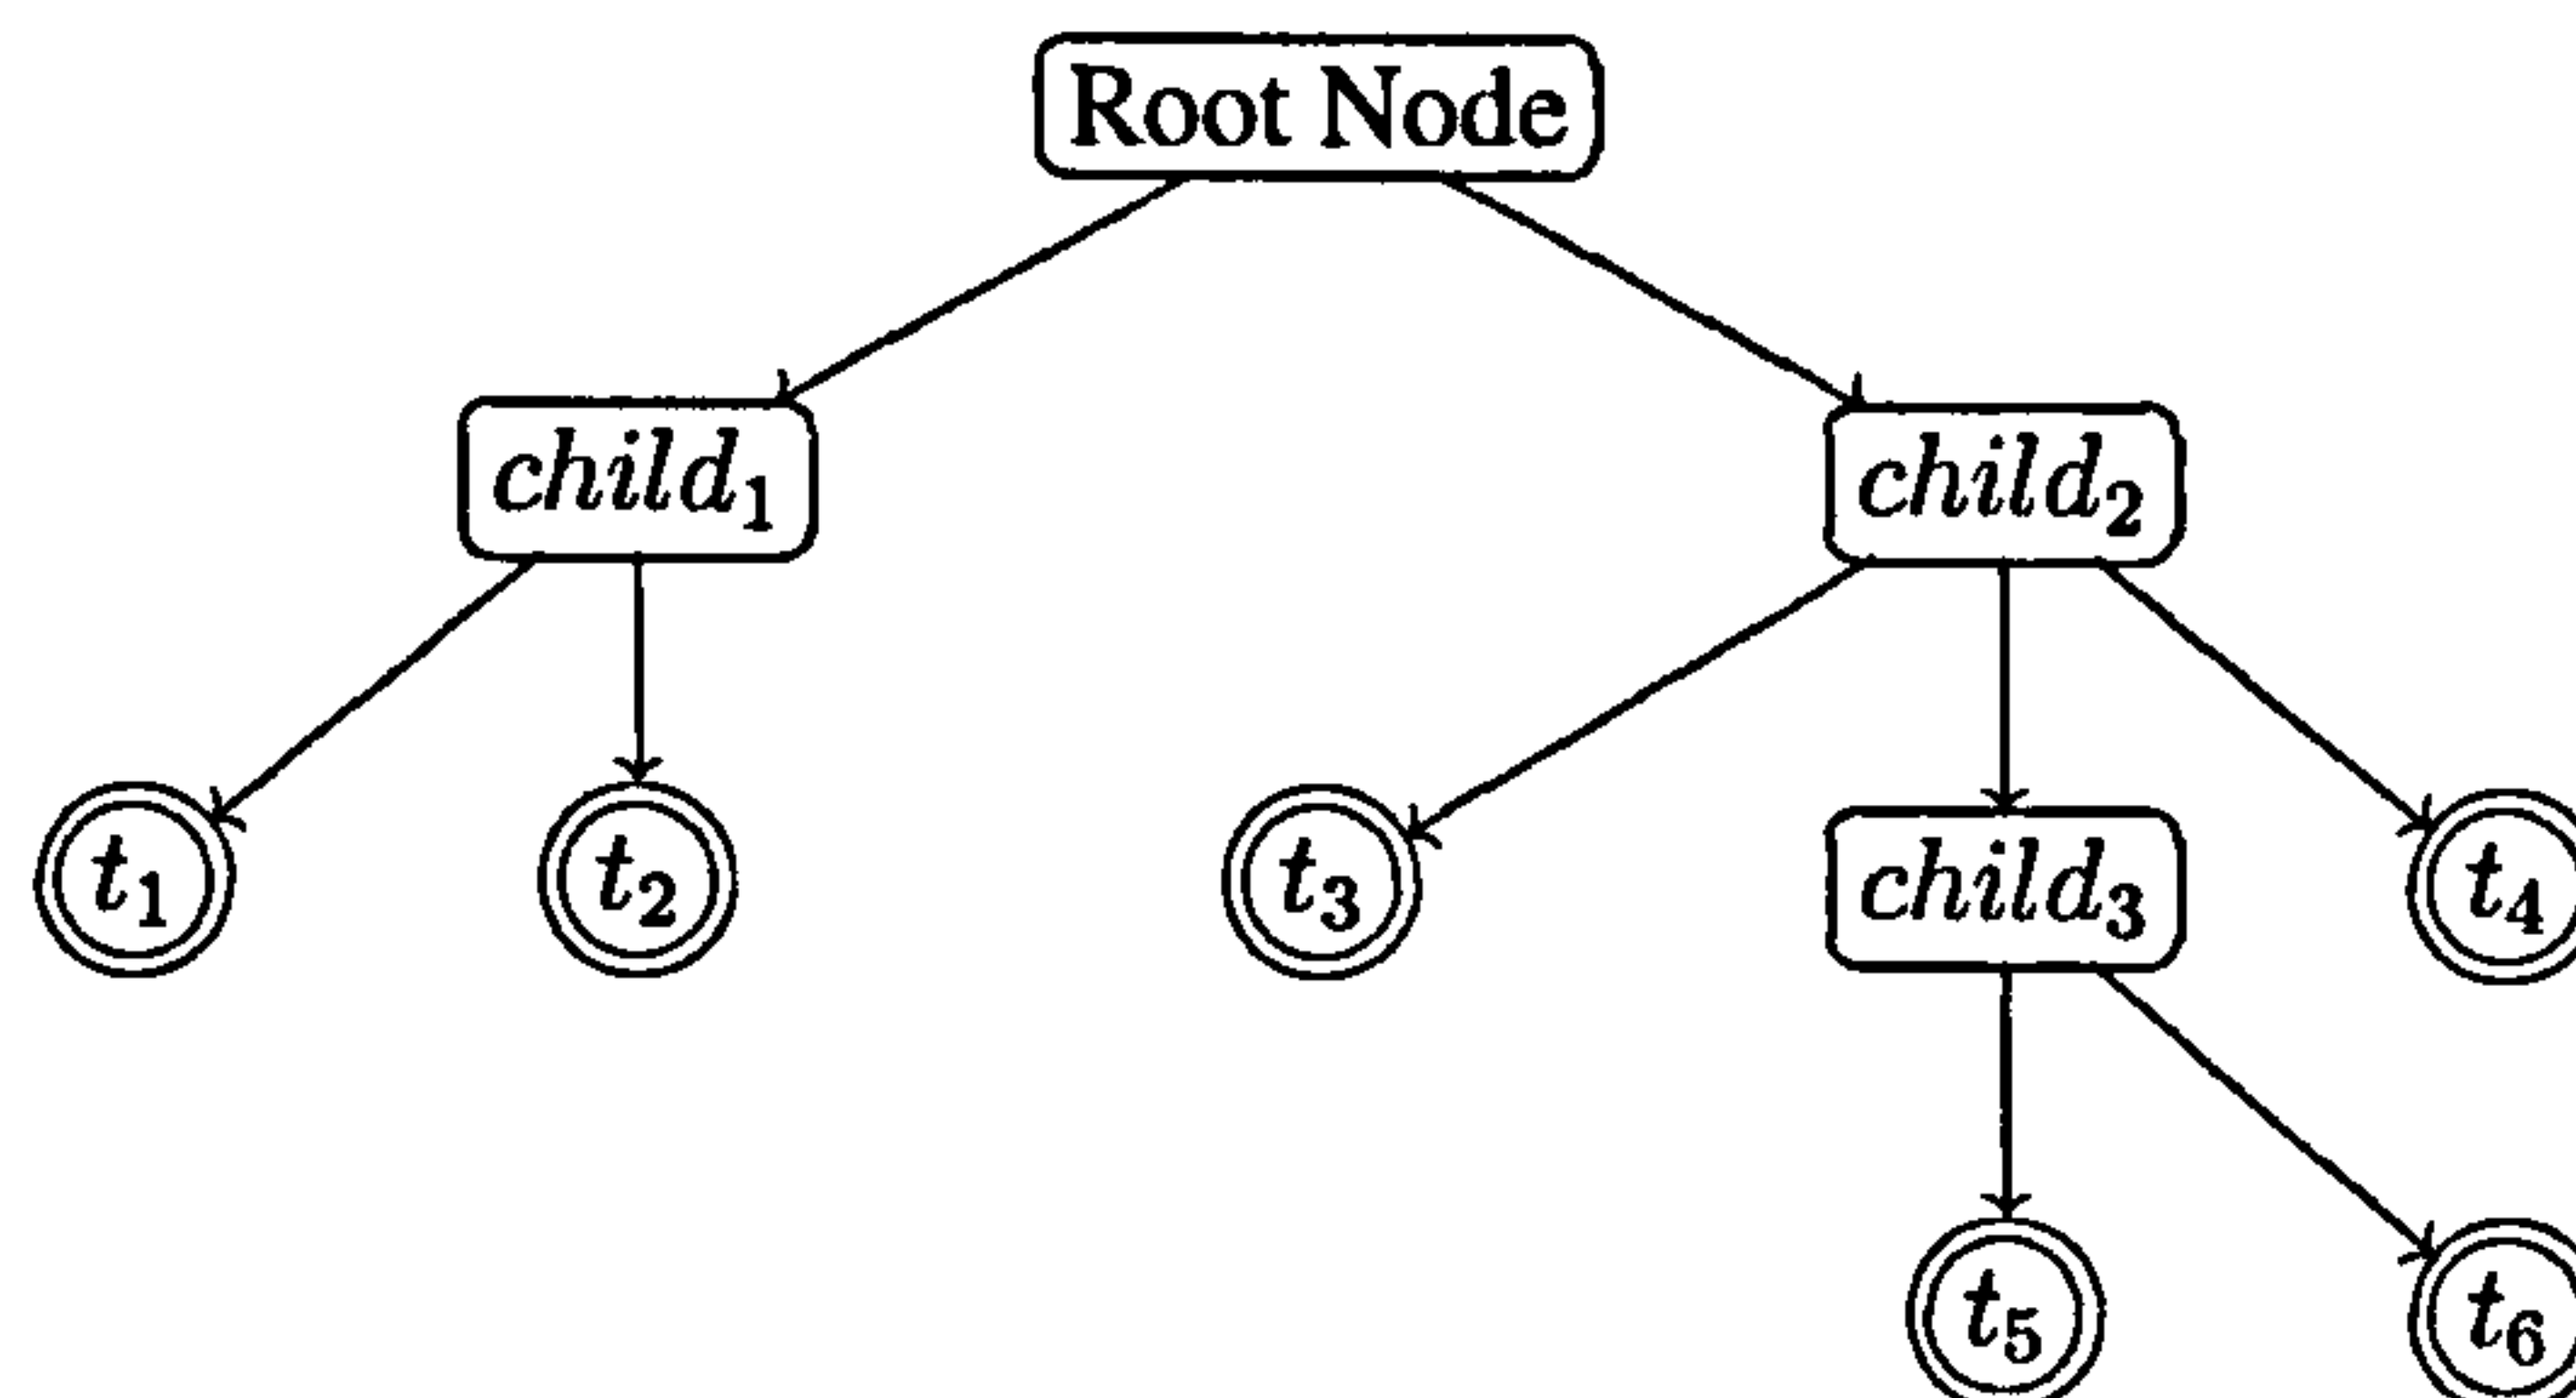 Root Node
child₁ child₂
t₁ t₂ t₃ child₃ t₄
t₅ t₆